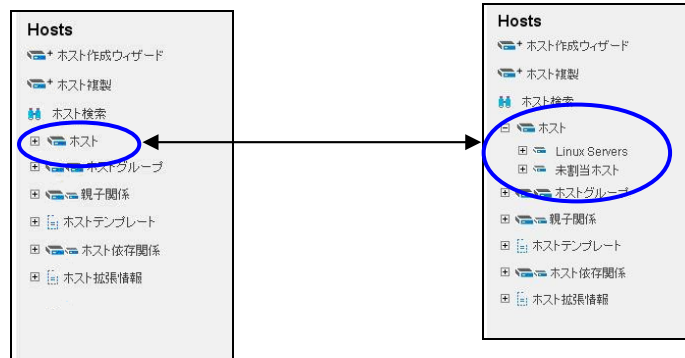 Hosts
ホスト作成ウィザード
ホスト複製
ホスト検索
ホスト
ホストグループ
親子関係
ホストテンプレート
ホスト依存関係
ホスト拡張情報
Hosts
ホスト作成ウィザード
ホスト複製
ホスト検索
ホスト
Linux Servers
未割当ホスト
ホストグループ
親子関係
ホストテンプレート
ホスト依存関係
ホスト拡張情報